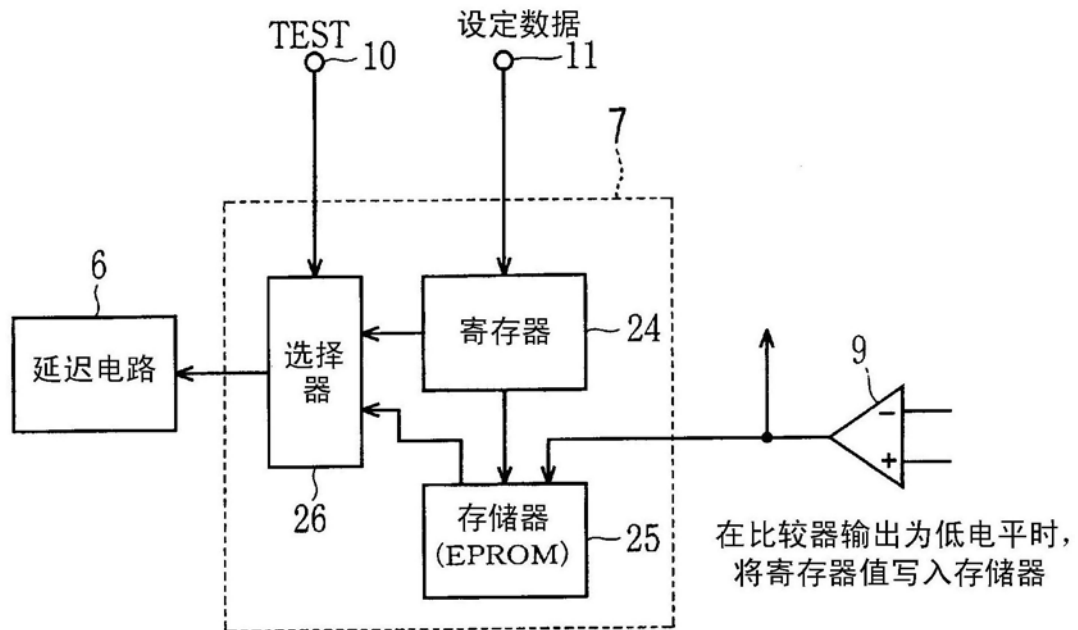 TEST
10
设定数据
11
7
6
延迟电路
选择
器
26
寄存器
24
存储器
(EPROM)
25
9
−
+
在比较器输出为低电平时，
将寄存器值写入存储器